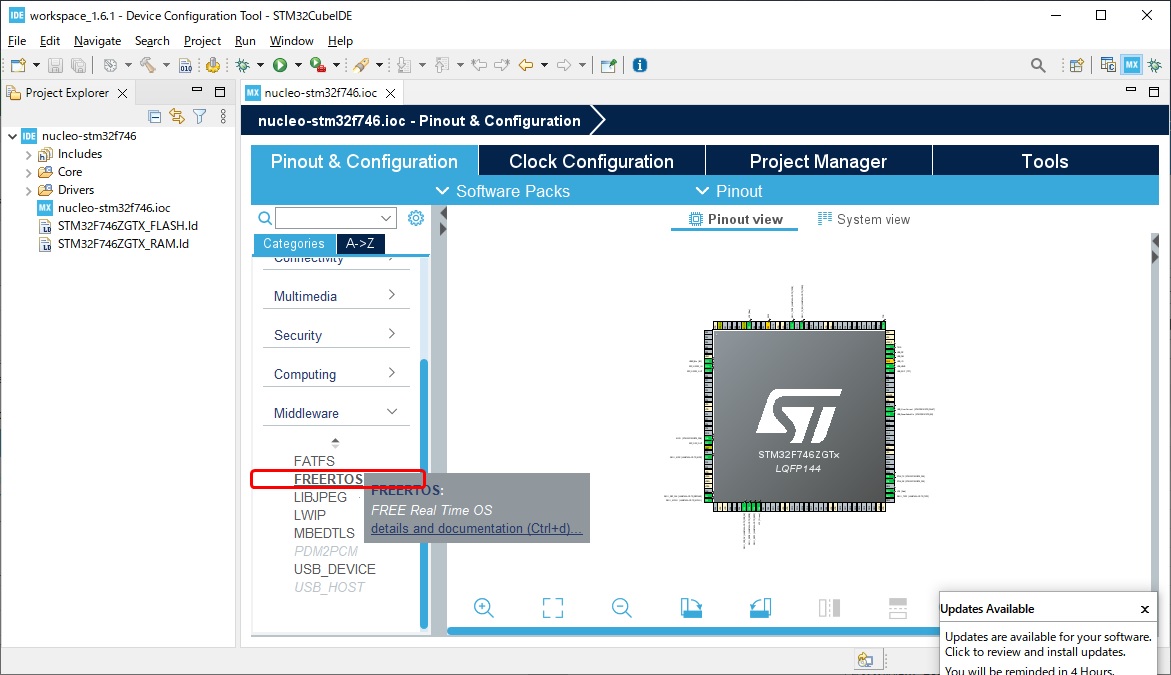 IDE workspace_1.6.1 - Device Configuration Tool - STM32CubeIDE
File Edit Navigate Search Project Run Window Help
010
MX
Project Explorer
MX nucleo-stm32f746.ioc
IDE nucleo-stm32f746
Includes
Core
Drivers
MX nucleo-stm32f746.ioc
STM32F746ZGTX_FLASH.ld
STM32F746ZGTX_RAM.ld
nucleo-stm32f746.ioc - Pinout & Configuration
Pinout & Configuration
Clock Configuration
Project Manager
Tools
Software Packs
Pinout
Pinout view
System view
Categories
A->Z
Connectivity
Multimedia
Security
Computing
Middleware
FATFS
FREERTOS
LIBJPEG
LWIP
MBEDTLS
PDM2PCM
USB_DEVICE
USB_HOST
FREERTOS:
FREE Real Time OS
details and documentation (Ctrl+d)...
ST
STM32F746ZGTx
LQFP144
Updates Available
Updates are available for your software.
Click to review and install updates.
You will be reminded in 4 Hours.